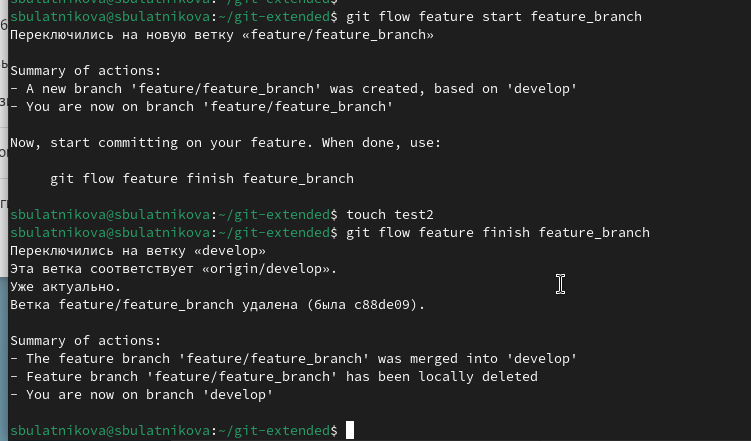 sbulatnikova@sbulatnikova:~/git-extended$ git flow feature start feature_branch
Переключились на новую ветку «feature/feature_branch»
Summary of actions:
- A new branch 'feature/feature_branch' was created, based on 'develop'
- You are now on branch 'feature/feature_branch'
Now, start committing on your feature. When done, use:
git flow feature finish feature_branch
sbulatnikova@sbulatnikova:~/git-extended$ touch test2
sbulatnikova@sbulatnikova:~/git-extended$ git flow feature finish feature_branch
Переключились на ветку «develop»
Эта ветка соответствует «origin/develop».
Уже актуально.
Ветка feature/feature_branch удалена (была c88de09).
Summary of actions:
- The feature branch 'feature/feature_branch' was merged into 'develop'
- Feature branch 'feature/feature_branch' has been locally deleted
- You are now on branch 'develop'
sbulatnikova@sbulatnikova:~/git-extended$